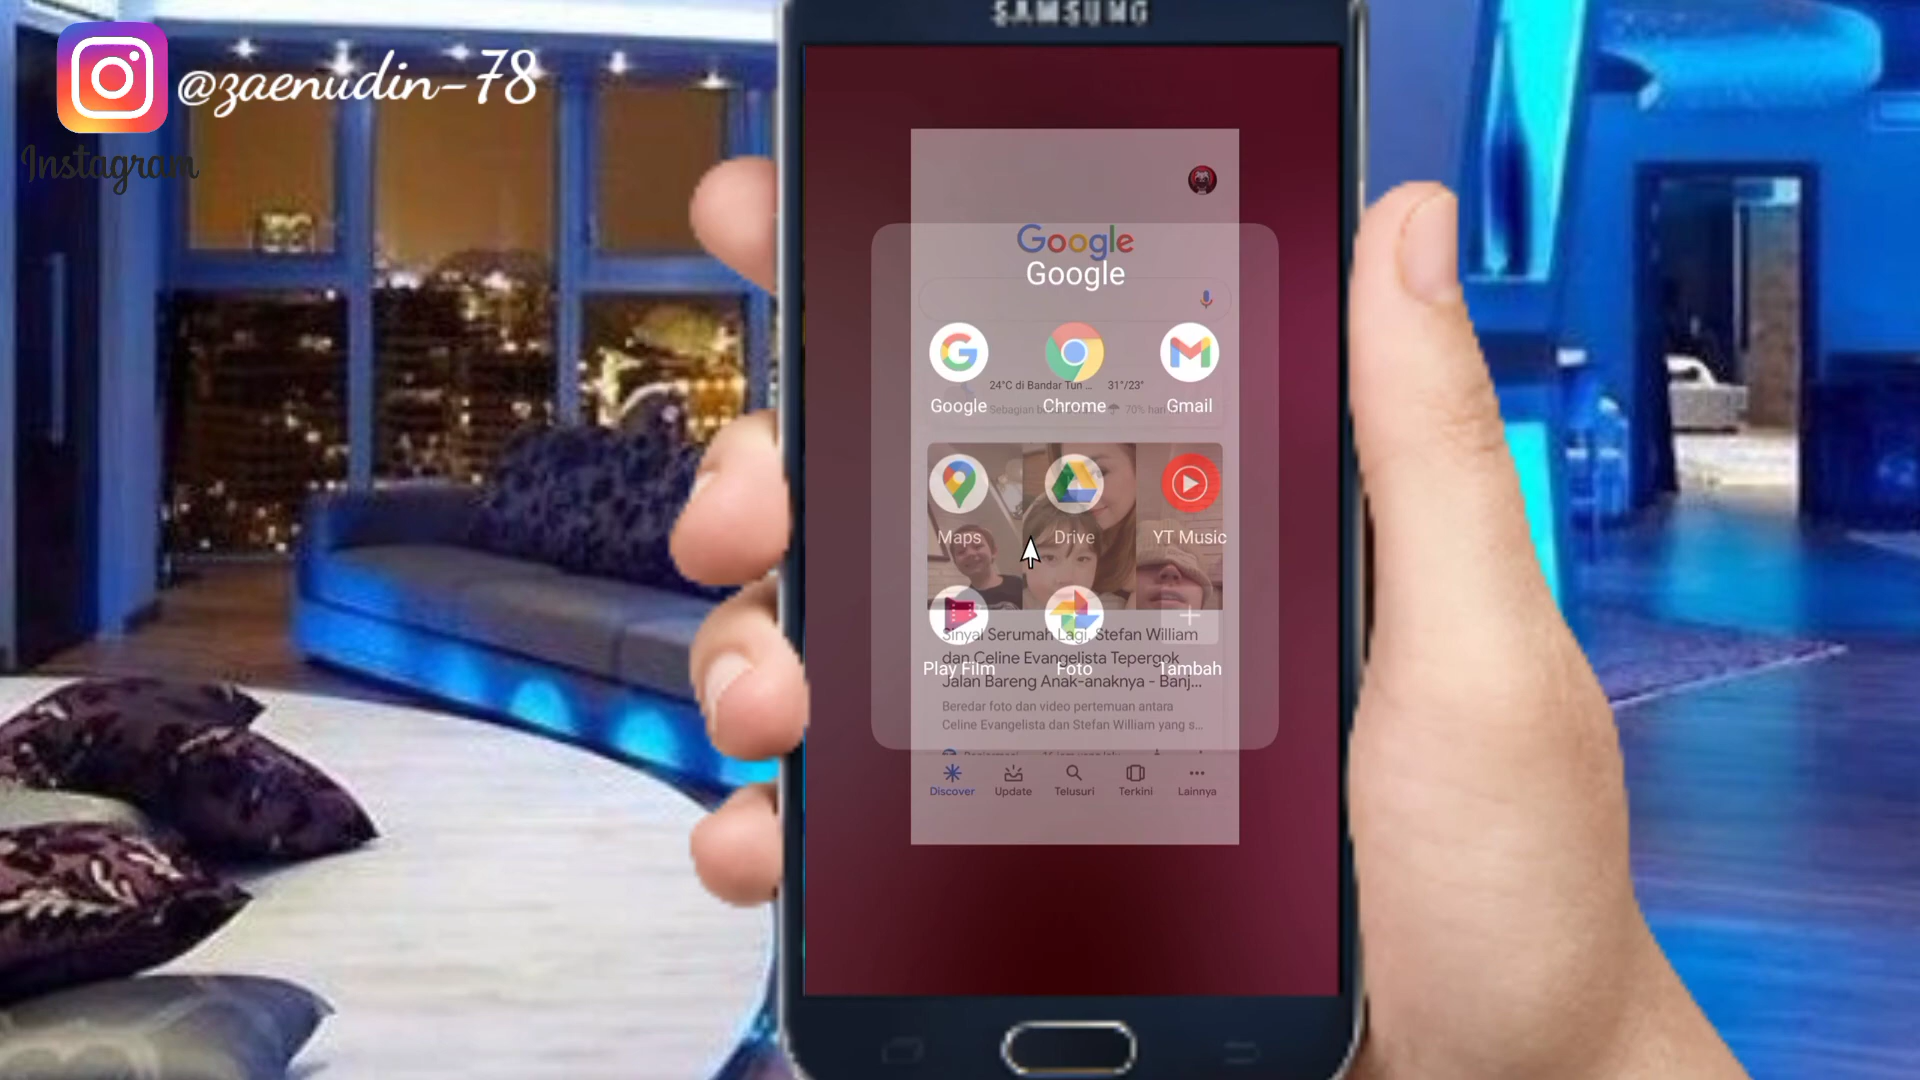 @zaenudin-78
Instagram
SAMSUNG
Google
Google
24°C di Bandar Tun ... 31°/23°
Google Chrome Gmail
Sebagian 70%
Maps Drive YT Music
Sinyal Serumah Lagi, Stefan William
dan Celine Evangelista Tepergok
Play Film Foto Tambah
Jalan Bareng Anak-anaknya - Banj...
Beredar foto dan video pertemuan antara
Celine Evangelista dan Stefan William yang s...
Discover Update Telusuri Terkini Lainnya